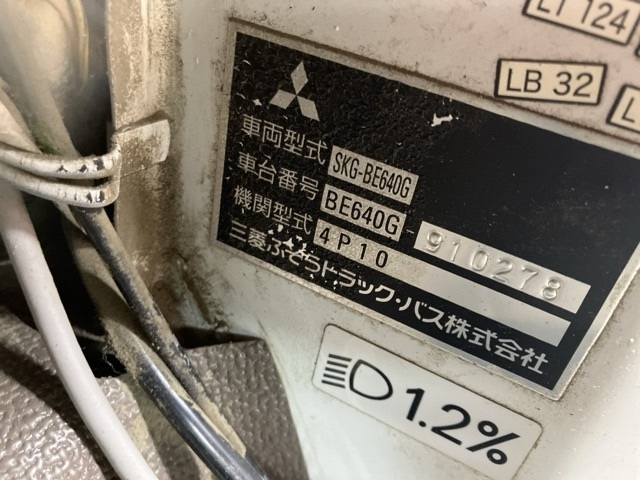 LT 124
LB 32
L
車両型式 SKG-BE640G
車台番号 BE640G-910278
機関型式 4P10
三菱ふそうトラック・バス株式会社
1.2%